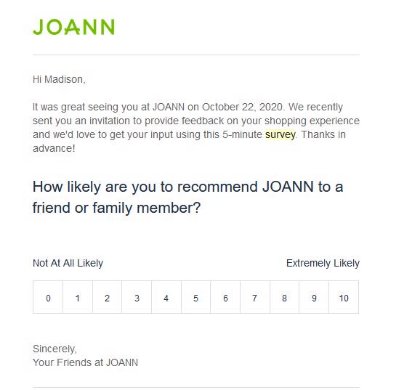 JOANN
Hi Madison,
It was great seeing you at JOANN on October 22, 2020. We recently
sent you an invitation to provide feedback on your shopping experience
and we'd love to get your input using this 5-minute survey. Thanks in
advance!
How likely are you to recommend JOANN to a
friend or family member?
Not At All Likely Extremely Likely
0 1 2 3 4 5 6 7 8 9 10
Sincerely,
Your Friends at JOANN